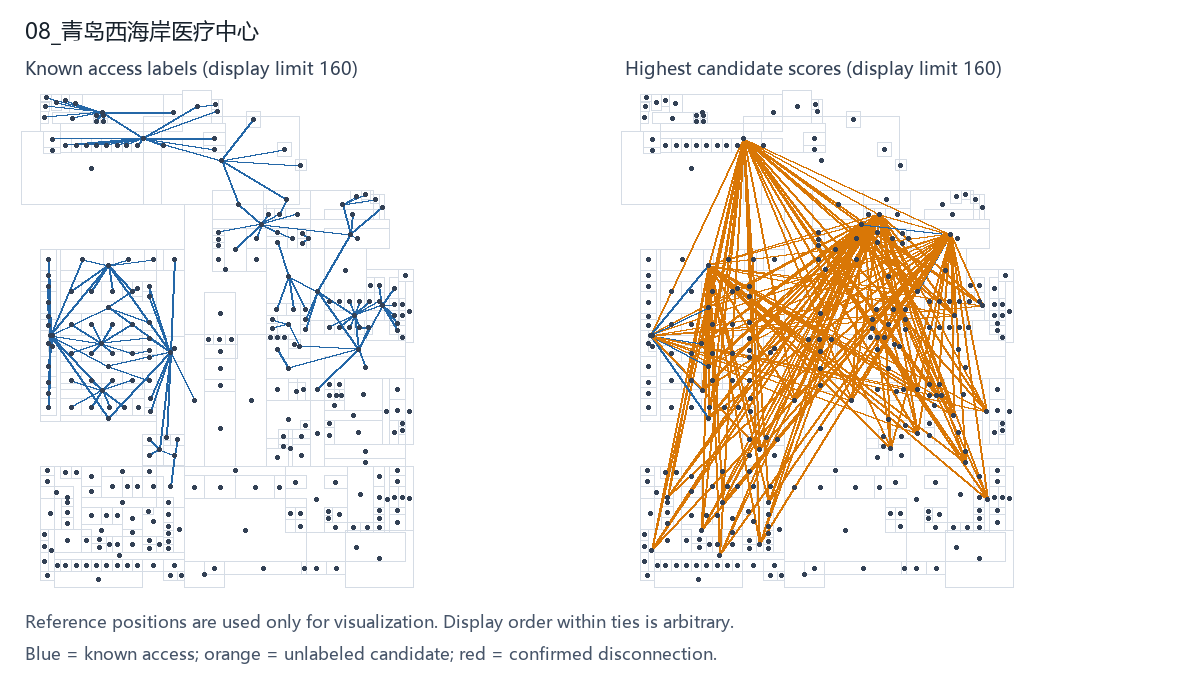 08_青岛西海岸医疗中心
Known access labels (display limit 160)
Highest candidate scores (display limit 160)
Reference positions are used only for visualization. Display order within ties is arbitrary.
Blue = known access; orange = unlabeled candidate; red = confirmed disconnection.